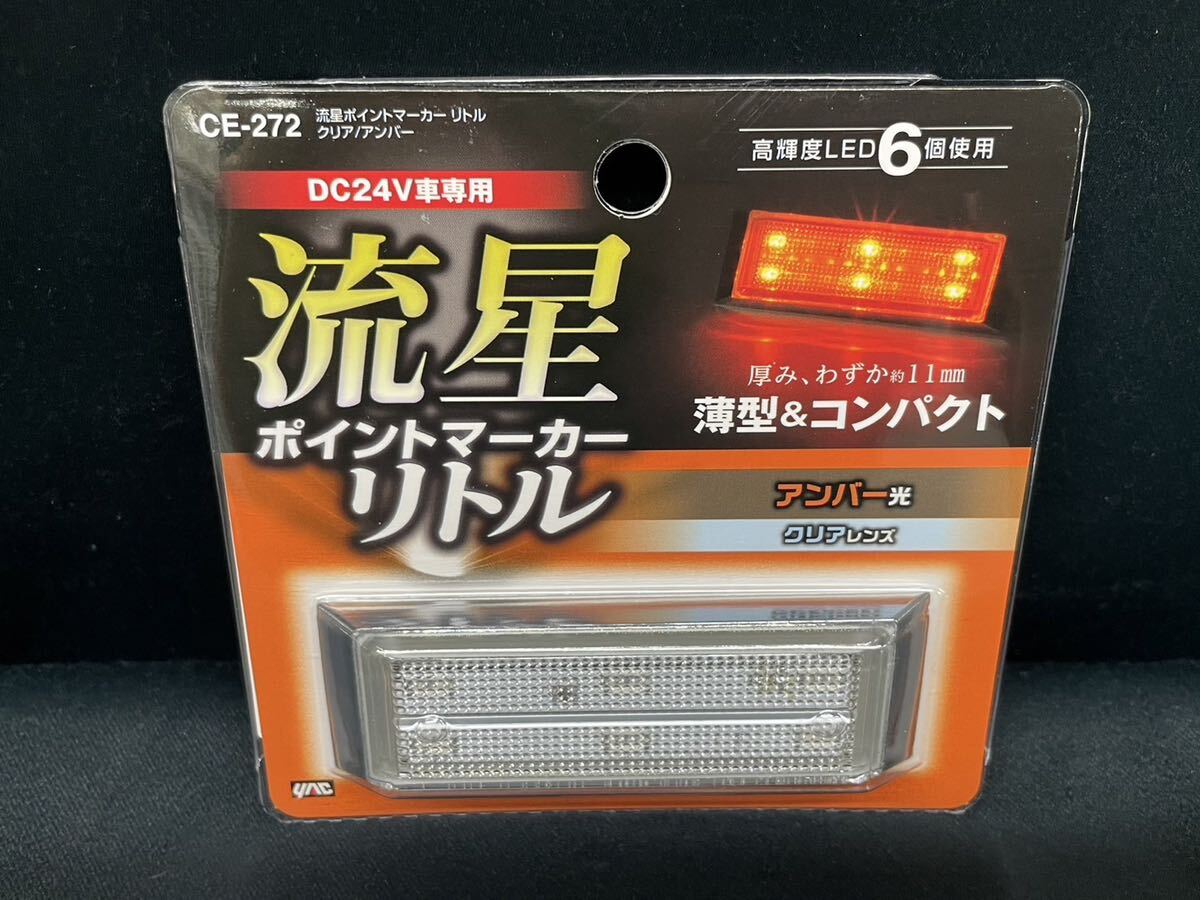 CE-272 流星ポイントマーカー リトル
クリア/アンバー
DC24V車専用
高輝度LED6個使用
流星
ポイントマーカー
リトル
厚み、わずか約11mm
薄型&コンパクト
アンバー光
クリアレンズ
YAC